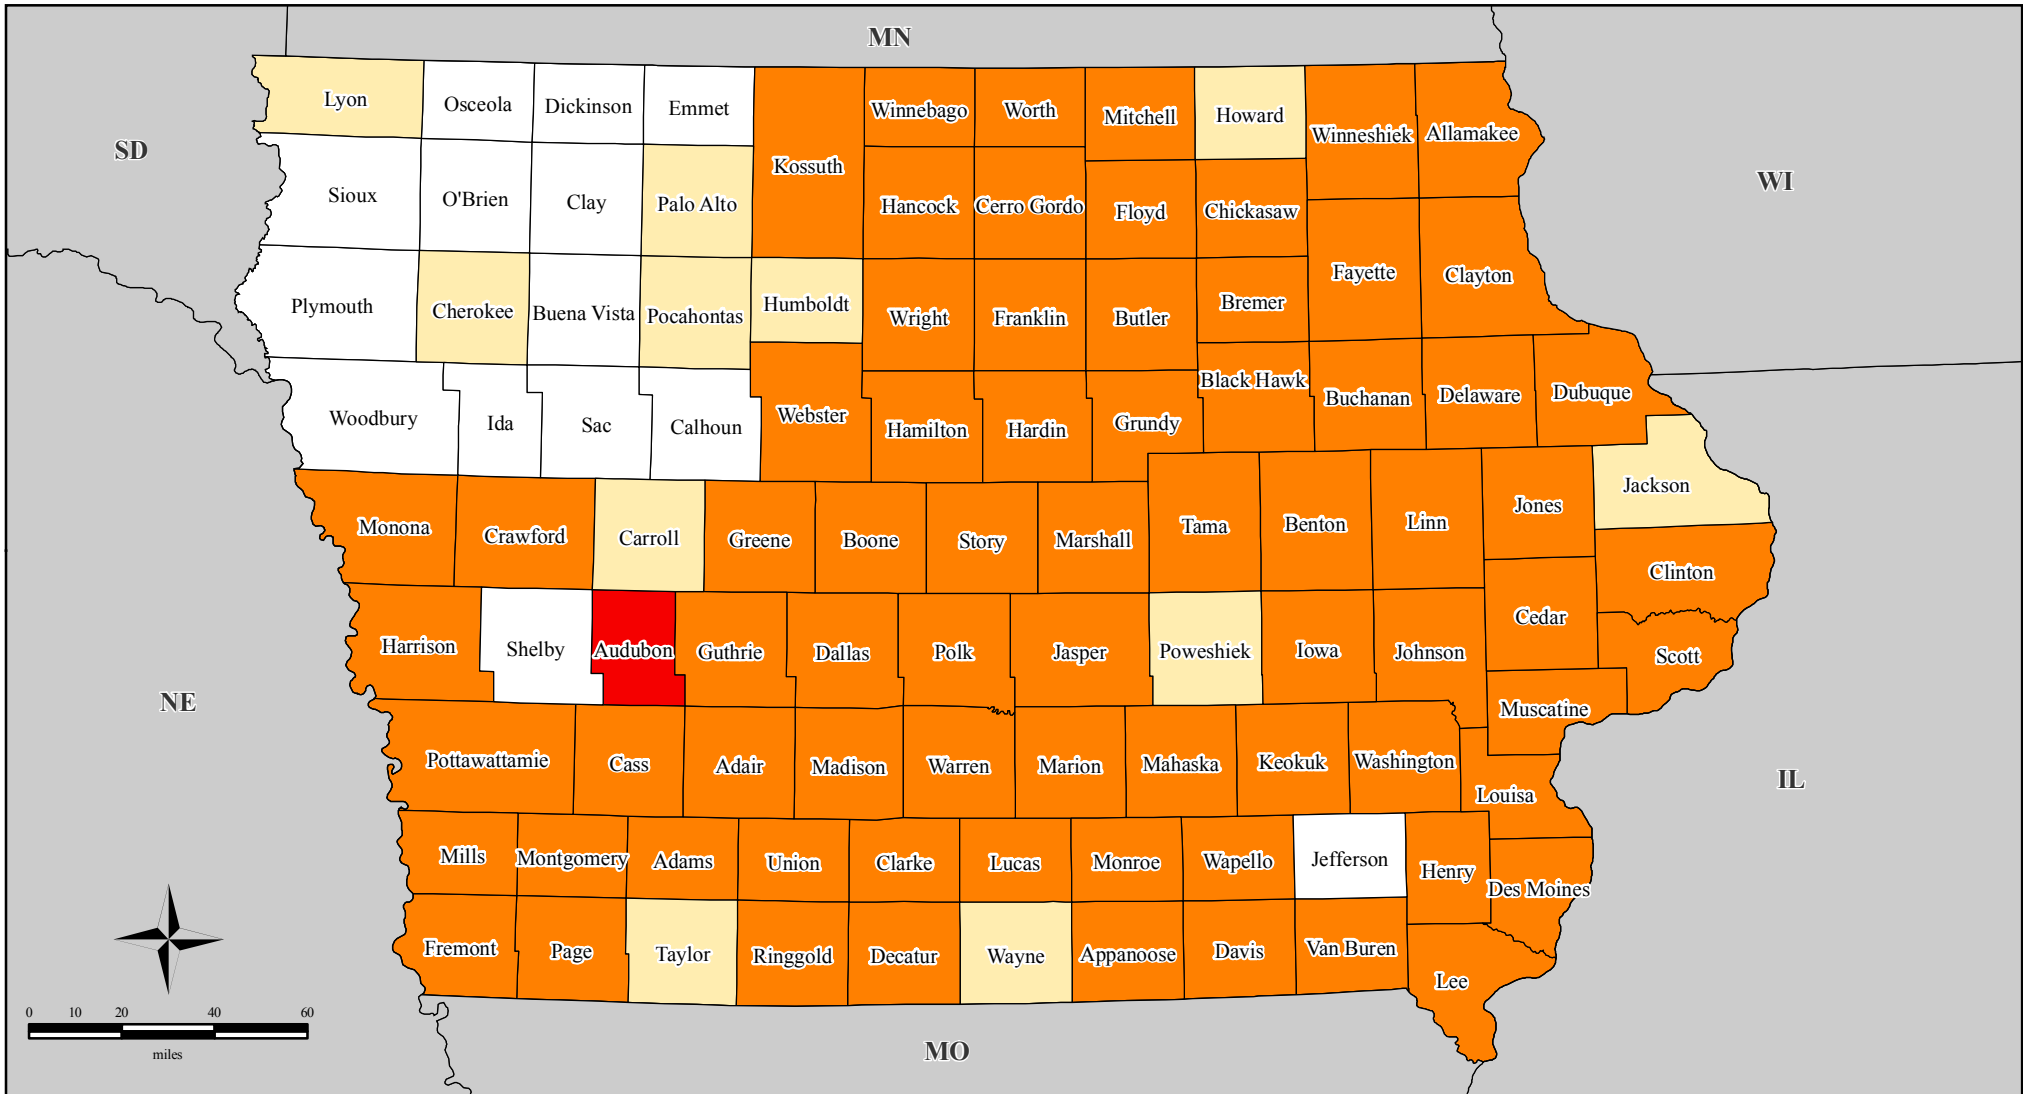 MN
SD
WI
NE
IL
MO
Lyon
Osceola
Dickinson
Emmet
Kossuth
Winnebago
Worth
Mitchell
Howard
Winneshiek
Allamakee
Sioux
O'Brien
Clay
Palo Alto
Hancock
Cerro Gordo
Floyd
Chickasaw
Fayette
Clayton
Plymouth
Cherokee
Buena Vista
Pocahontas
Humboldt
Wright
Franklin
Butler
Bremer
Woodbury
Ida
Sac
Calhoun
Webster
Hamilton
Hardin
Grundy
Black Hawk
Buchanan
Delaware
Dubuque
Monona
Crawford
Carroll
Greene
Boone
Story
Marshall
Tama
Benton
Linn
Jones
Jackson
Clinton
Harrison
Shelby
Audubon
Guthrie
Dallas
Polk
Jasper
Poweshiek
Iowa
Johnson
Cedar
Scott
Muscatine
Pottawattamie
Cass
Adair
Madison
Warren
Marion
Mahaska
Keokuk
Washington
Louisa
Mills
Montgomery
Adams
Union
Clarke
Lucas
Monroe
Wapello
Jefferson
Henry
Des Moines
Fremont
Page
Taylor
Ringgold
Decatur
Wayne
Appanoose
Davis
Van Buren
Lee
0 10 20 40 60
miles